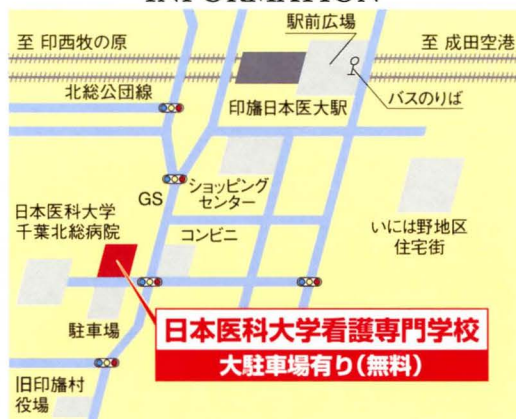 INFORMATION
駅前広場
至 印西牧の原
至 成田空港
北総公団線
印旛日本医大駅
バスのりば
ショッピング
センター
GS
日本医科大学
千葉北総病院
コンビニ
いには野地区
住宅街
駐車場
日本医科大学看護専門学校
大駐車場有り(無料)
旧印旛村
役場